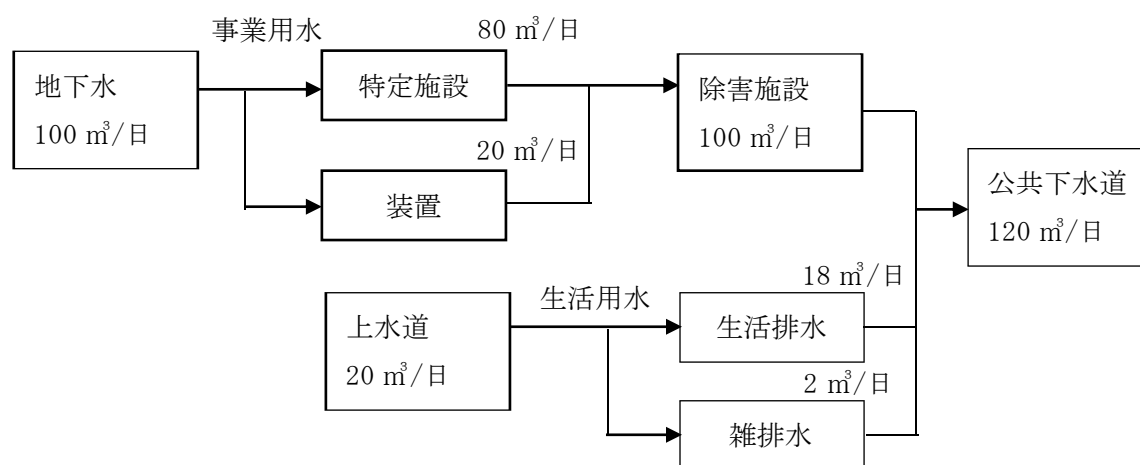 事業用水
80 ㎥/日
地下水
100 ㎥/日
特定施設
除害施設
100 ㎥/日
20 ㎥/日
装置
公共下水道
120 ㎥/日
18 ㎥/日
生活用水
上水道
20 ㎥/日
生活排水
2 ㎥/日
雑排水